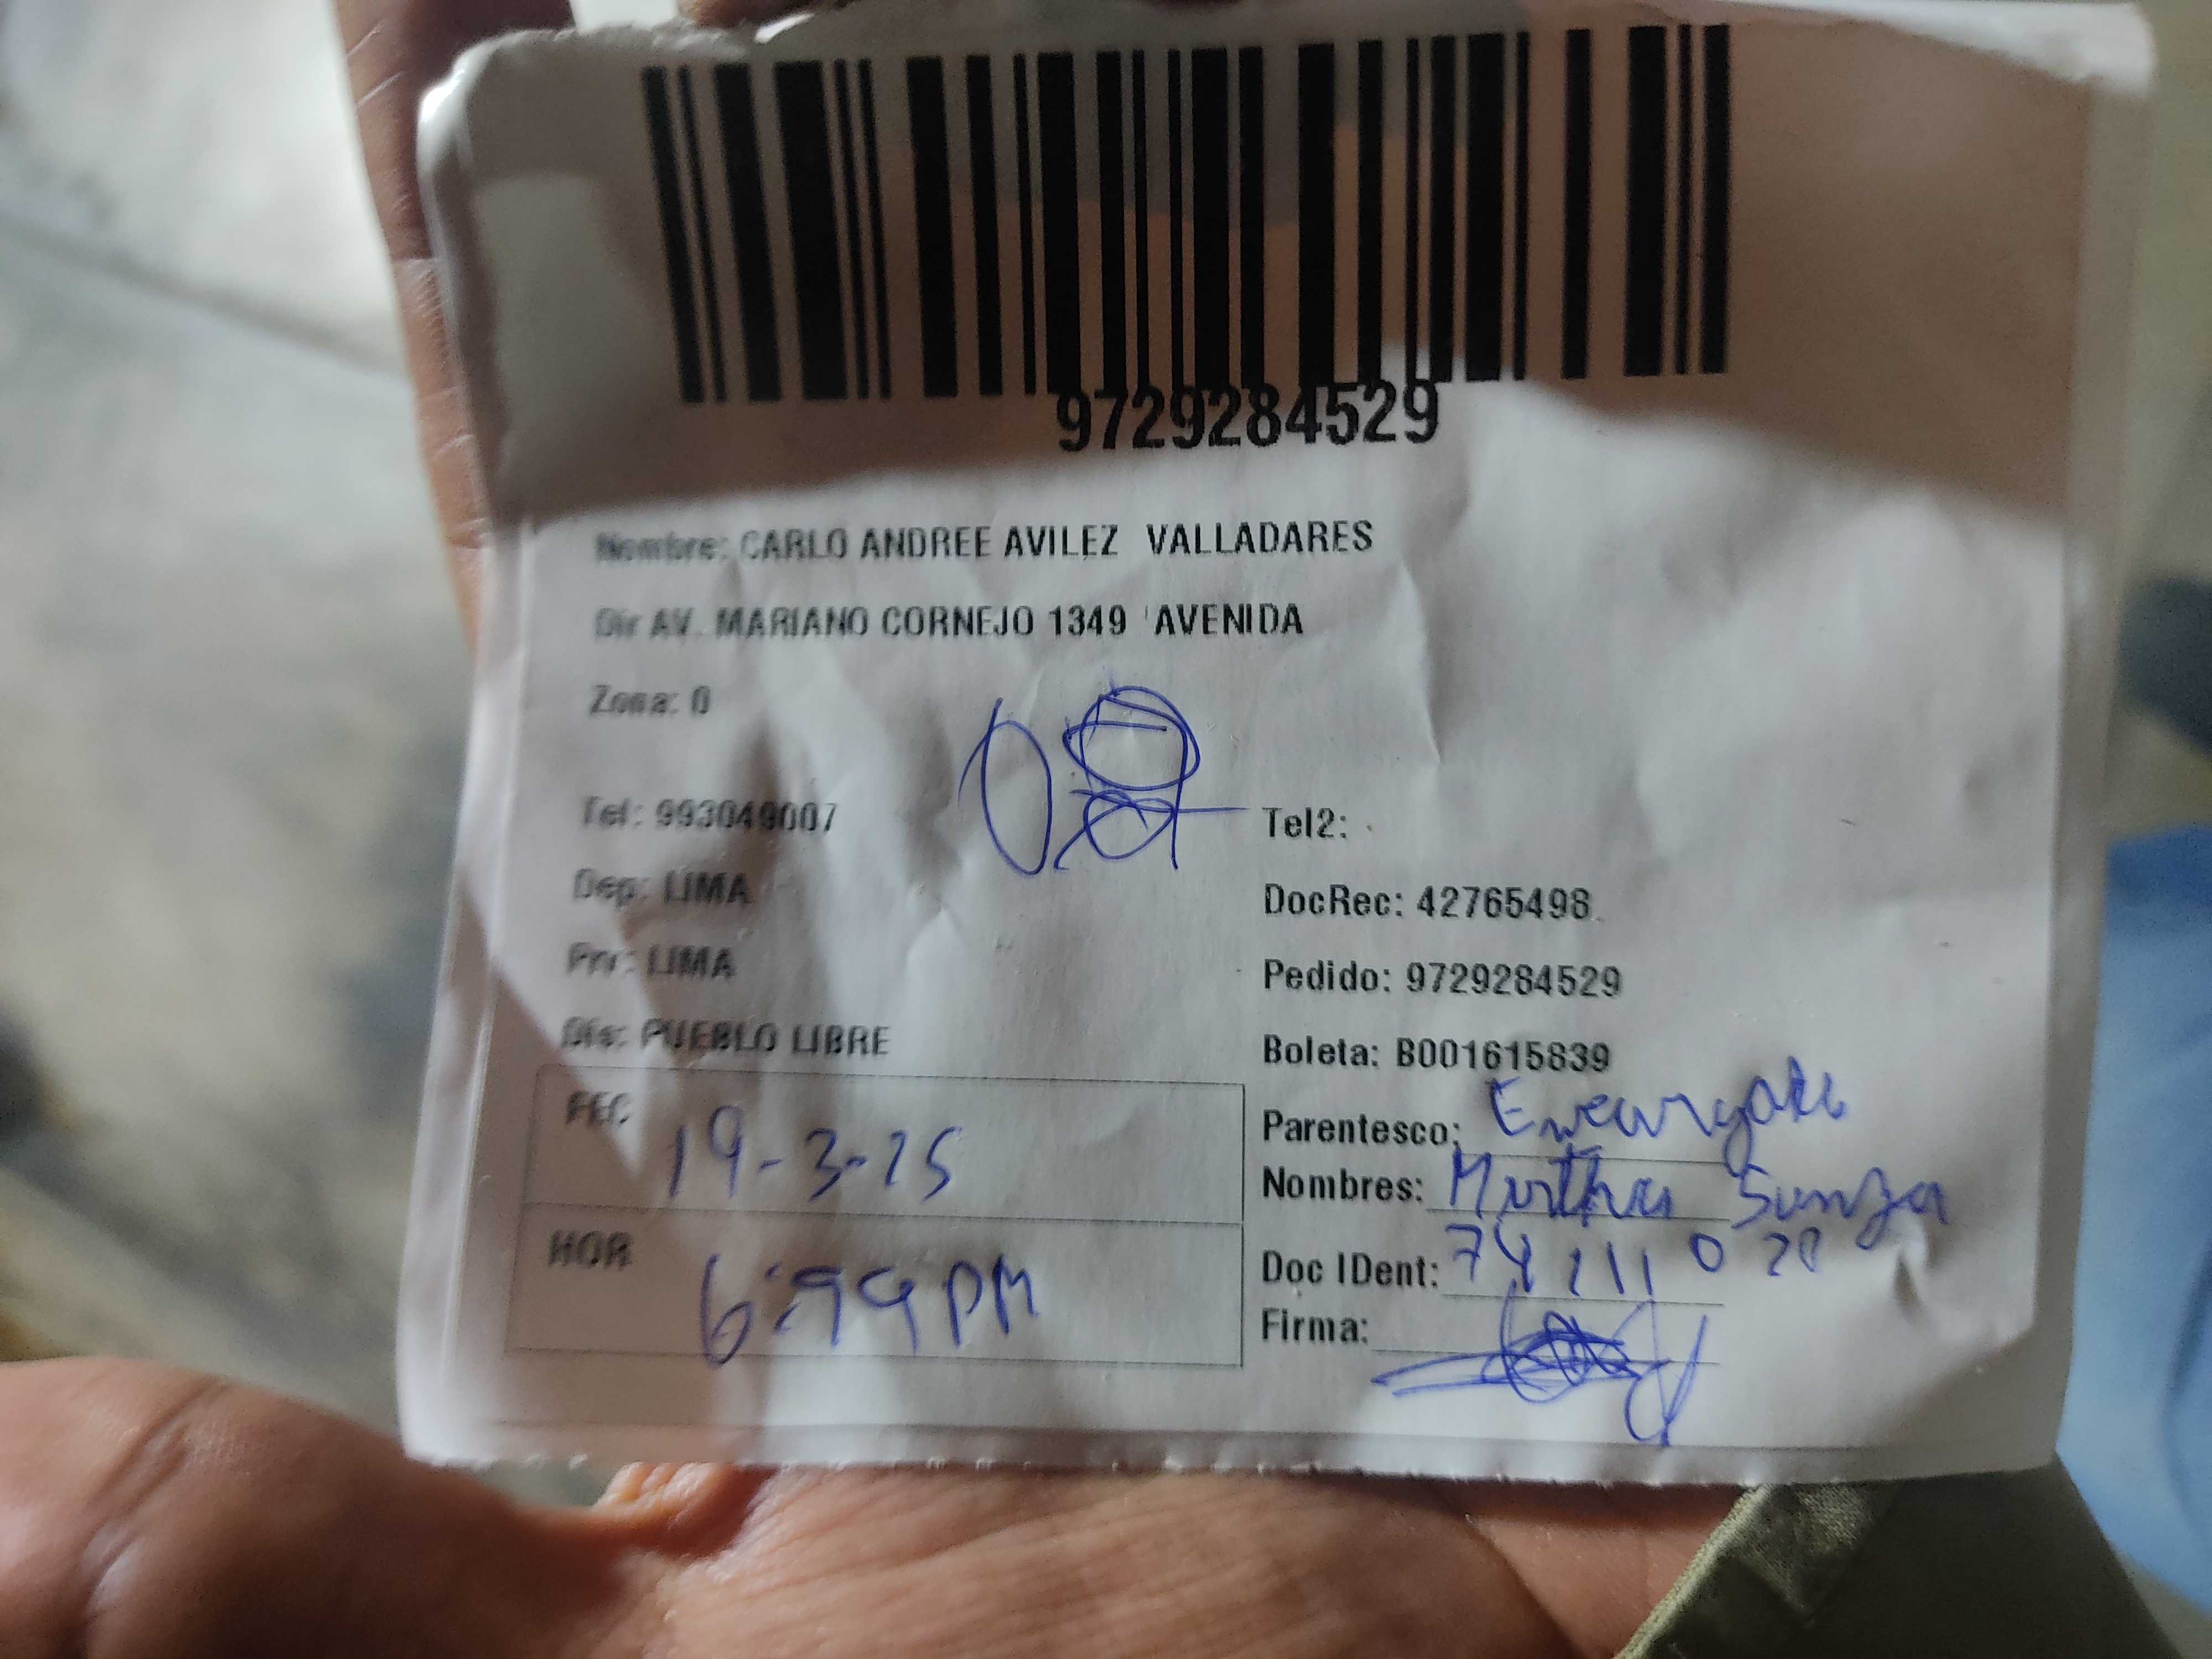 9729284529
Nombre: CARLO ANDREE AVILEZ VALLADARES
Dir AV. MARIANO CORNEJO 1349 AVENIDA
Zona: 0
Tel: 993049007
Tel2:
Dep: LIMA
DocRec: 42765498
Prv: LIMA
Pedido: 9729284529
Dis: PUEBLO LIBRE
Boleta: B001615839
FEC 19-3-25
Parentesco:
Nombres:
HOR PM
Doc IDent:
Firma: